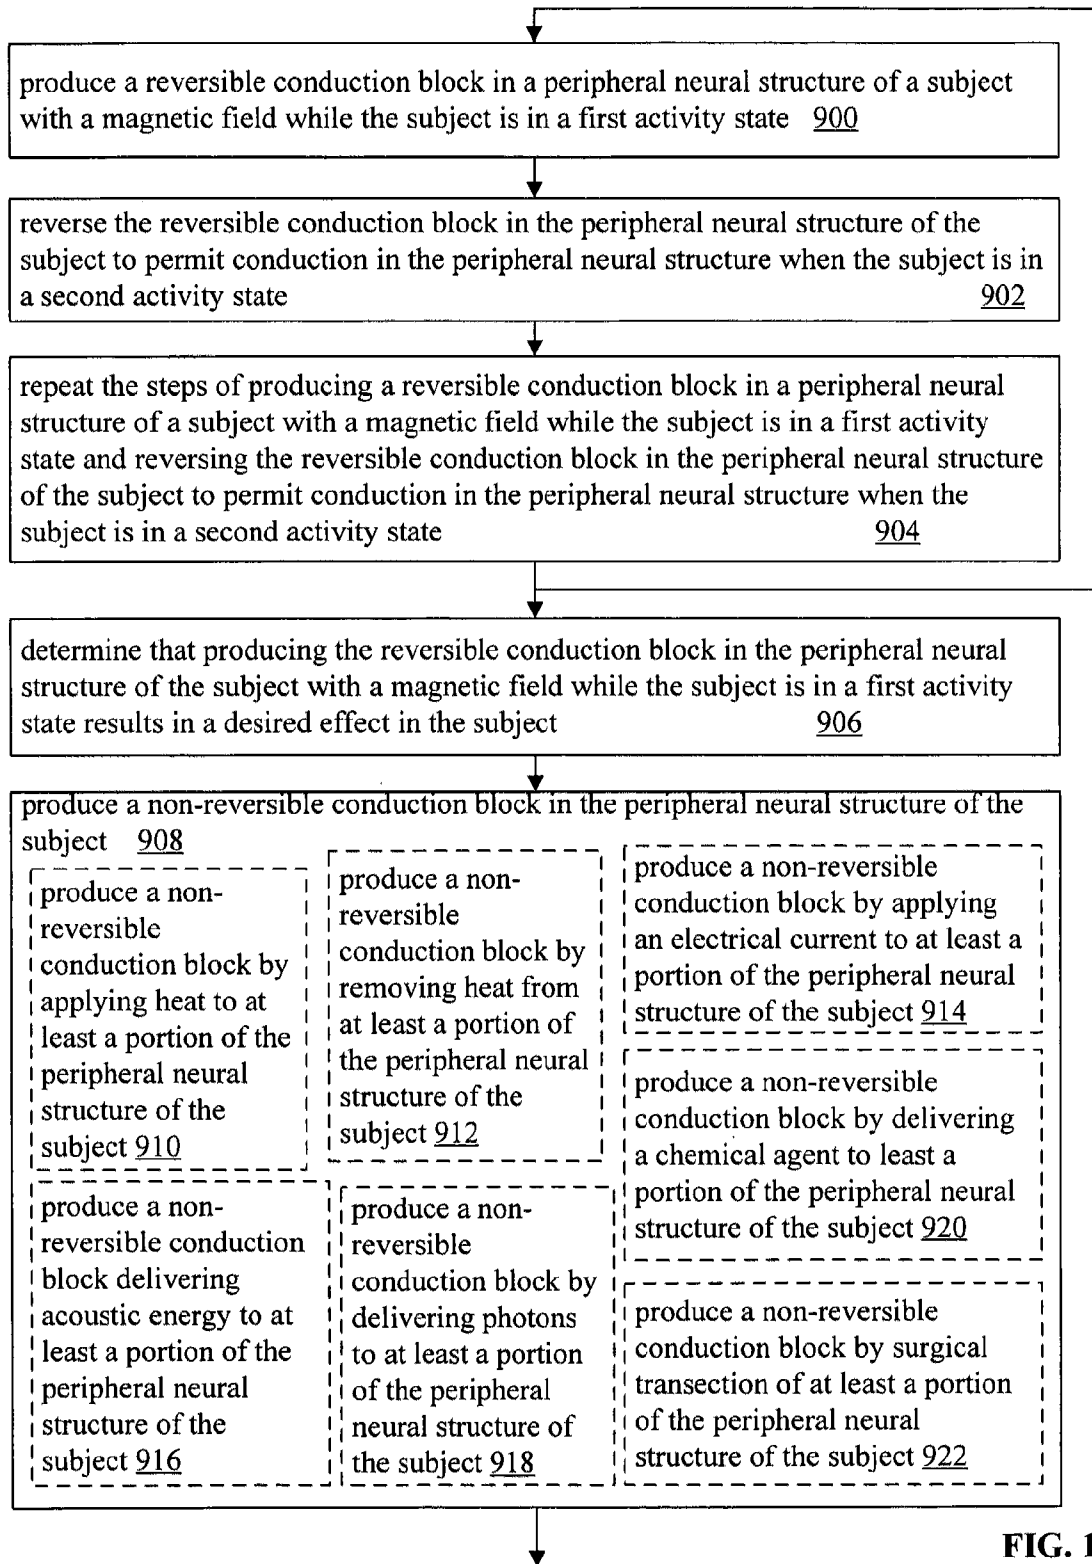 produce a reversible conduction block in a peripheral neural structure of a subject
with a magnetic field while the subject is in a first activity state 900
reverse the reversible conduction block in the peripheral neural structure of the
subject to permit conduction in the peripheral neural structure when the subject is in
a second activity state 902
repeat the steps of producing a reversible conduction block in a peripheral neural
structure of a subject with a magnetic field while the subject is in a first activity
state and reversing the reversible conduction block in the peripheral neural structure
of the subject to permit conduction in the peripheral neural structure when the
subject is in a second activity state 904
determine that producing the reversible conduction block in the peripheral neural
structure of the subject with a magnetic field while the subject is in a first activity
state results in a desired effect in the subject 906
produce a non-reversible conduction block in the peripheral neural structure of the
subject 908
produce a non-
reversible
conduction block by
applying heat to at
least a portion of the
peripheral neural
structure of the
subject 910
produce a non-
reversible
conduction block by
removing heat from
at least a portion of
the peripheral neural
structure of the
subject 912
produce a non-reversible
conduction block by applying
an electrical current to at least a
portion of the peripheral neural
structure of the subject 914
produce a non-
reversible conduction
block delivering
acoustic energy to at
least a portion of the
peripheral neural
structure of the
subject 916
produce a non-
reversible
conduction block by
delivering photons
to at least a portion
of the peripheral
neural structure of
the subject 918
produce a non-reversible
conduction block by delivering
a chemical agent to least a
portion of the peripheral neural
structure of the subject 920
produce a non-reversible
conduction block by surgical
transection of at least a portion
of the peripheral neural
structure of the subject 922
FIG. 1